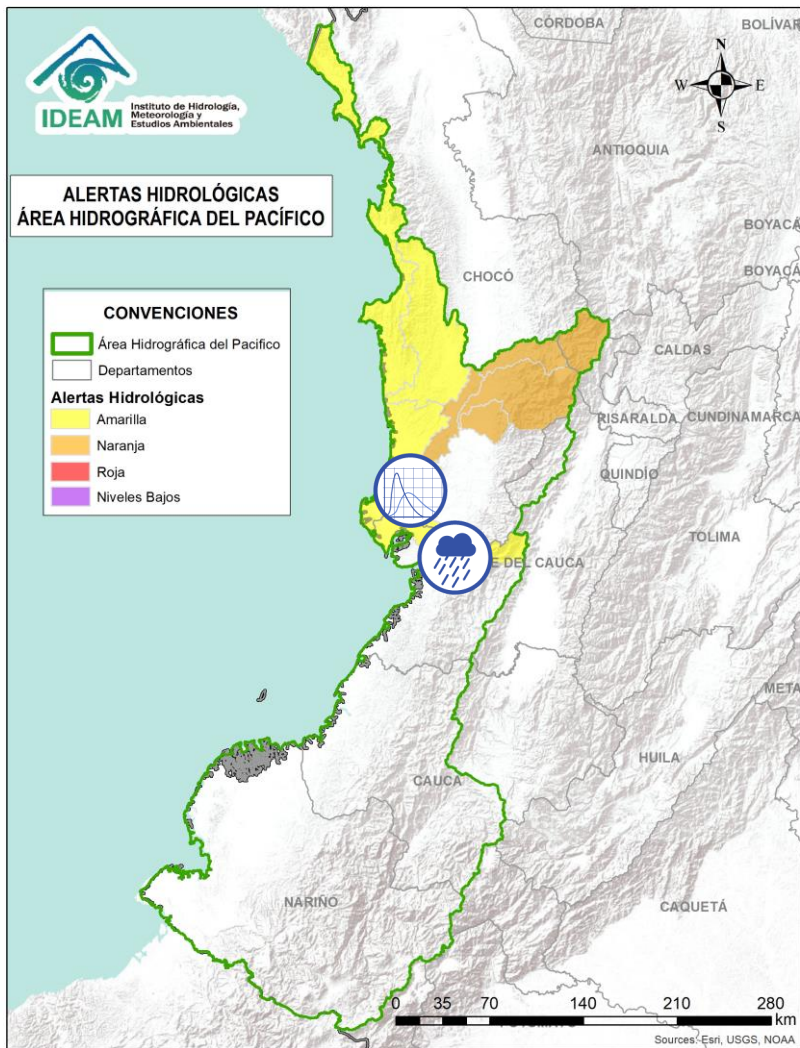 IDEAM
Instituto de Hidrología,
Meteorología y
Estudios Ambientales
ALERTAS HIDROLÓGICAS
ÁREA HIDROGRÁFICA DEL PACÍFICO
CONVENCIONES
Área Hidrográfica del Pacifico
Departamentos
Alertas Hidrológicas
Amarilla
Naranja
Roja
Niveles Bajos
N
W
E
S
CÓRDOBA
BOLÍVAR
ANTIOQUIA
BOYACÁ
BOYACÁ
CHOCÓ
CALDAS
RISARALDA
CUNDINAMARCA
QUINDÍO
TOLIMA
E DEL CAUCA
META
HUILA
CAUCA
NARIÑO
CAQUETÁ
0 35 70 140 210 280
km
Sources: Esri, USGS, NOAA